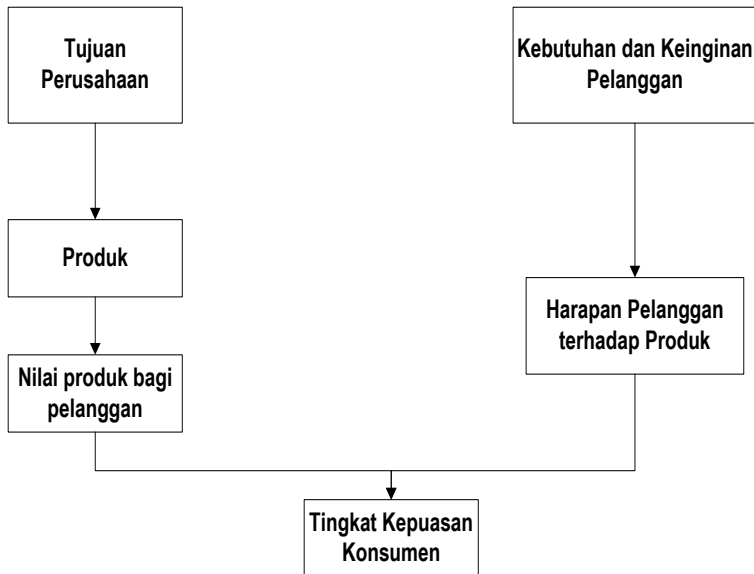 Tujuan
Perusahaan
Kebutuhan dan Keinginan
Pelanggan
Produk
Harapan Pelanggan
terhadap Produk
Nilai produk bagi
pelanggan
Tingkat Kepuasan
Konsumen